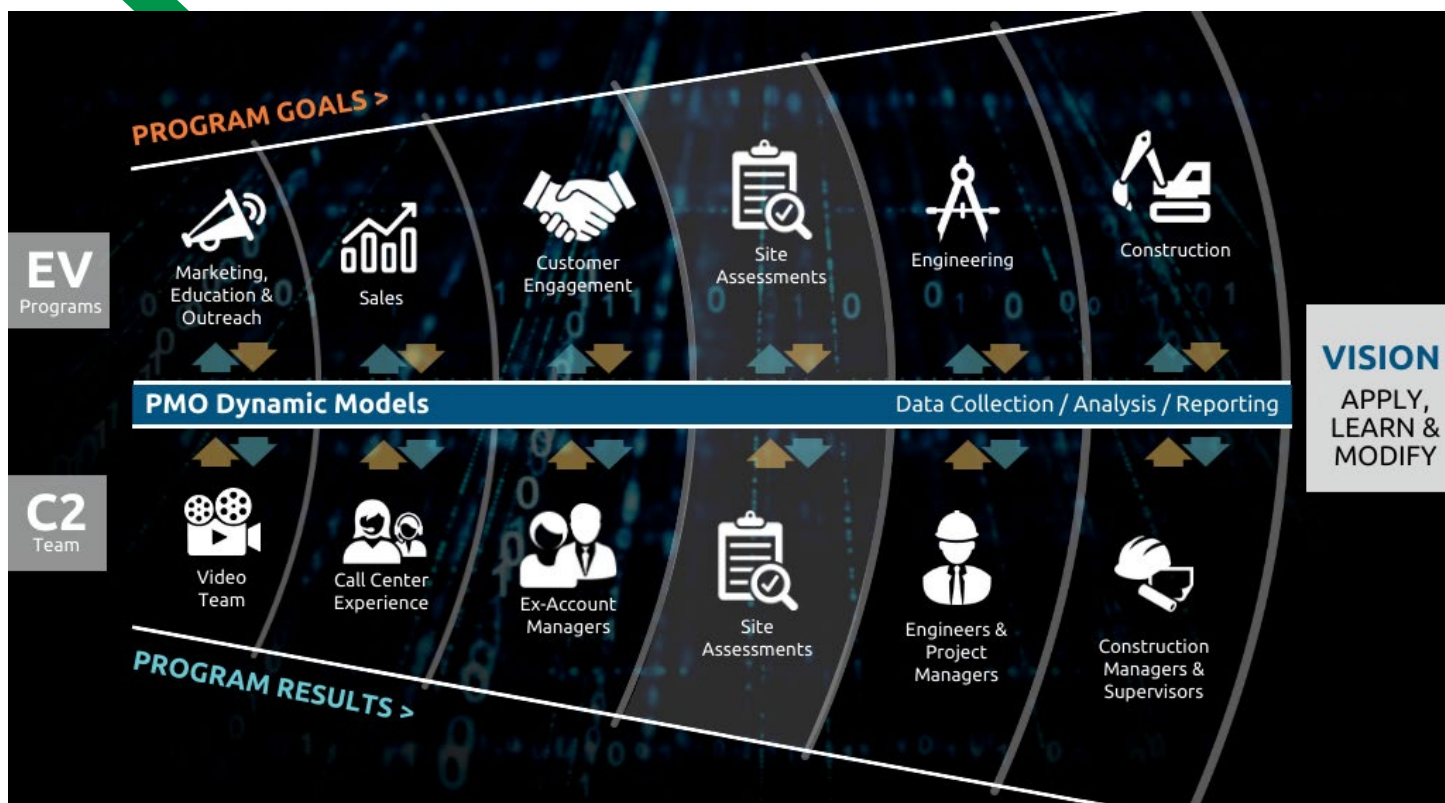 PROGRAM GOALS >
EV
Programs
Marketing,
Education &
Outreach
Sales
Customer
Engagement
Site
Assessments
Engineering
Construction
PMO Dynamic Models
Data Collection / Analysis / Reporting
VISION
APPLY,
LEARN &
MODIFY
C2
Team
Video
Team
Call Center
Experience
Ex-Account
Managers
Site
Assessments
Engineers &
Project
Managers
Construction
Managers &
Supervisors
PROGRAM RESULTS >